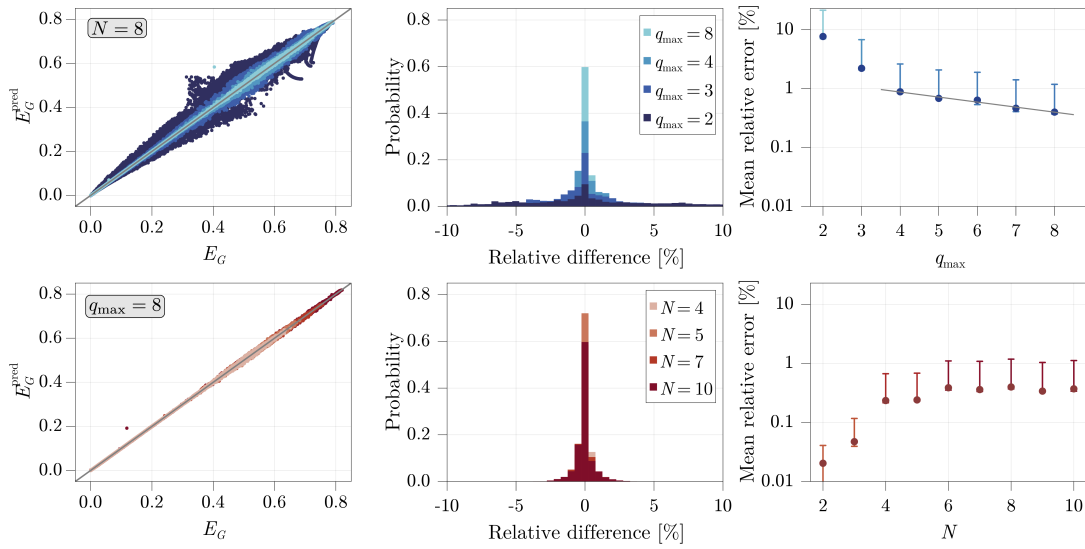 N = 8
E_G^pred
0.8
0.6
0.4
0.2
0.0
0.0 0.2 0.4 0.6 0.8
E_G
Probability
0.8
0.6
0.4
0.2
0.0
-10 -5 0 5 10
Relative difference [%]
q_max = 8
q_max = 4
q_max = 3
q_max = 2
Mean relative error [%]
10
1
0.1
0.01
2 3 4 5 6 7 8
q_max
q_max = 8
E_G^pred
0.8
0.6
0.4
0.2
0.0
0.0 0.2 0.4 0.6 0.8
E_G
Probability
0.8
0.6
0.4
0.2
0.0
-10 -5 0 5 10
Relative difference [%]
N = 4
N = 5
N = 7
N = 10
Mean relative error [%]
10
1
0.1
0.01
2 4 6 8 10
N